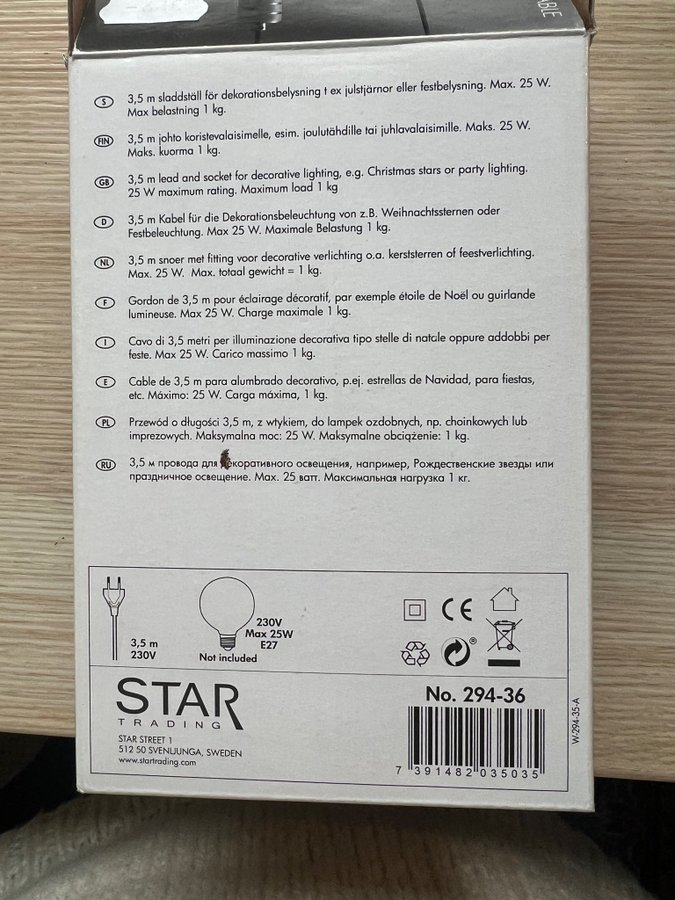 ABLE
S 3,5 m sladdställ för dekorationsbelysning t ex julstjärnor eller festbelysning. Max. 25 W.
Max belastning 1 kg.
FIN 3,5 m johto koristevalaisimelle, esim. joulutähdille tai juhlavalaisimille. Maks. 25 W.
Maks. kuorma 1 kg.
GB 3,5 m lead and socket for decorative lighting, e.g. Christmas stars or party lighting.
25 W maximum rating. Maximum load 1 kg
D 3,5 m Kabel für die Dekorationsbeleuchtung von z.B. Weihnachtssternen oder
Festbeleuchtung. Max 25 W. Maximale Belastung 1 kg.
NL 3,5 m snoer met fitting voor decorative verlichting o.a. kerststerren of feestverlichting.
Max. 25 W. Max. totaal gewicht = 1 kg.
F Gordon de 3,5 m pour éclairage décoratif, par exemple étoile de Noël ou guirlande
lumineuse. Max 25 W. Charge maximale 1 kg.
I Cavo di 3,5 metri per illuminazione decorativa tipo stelle di natale oppure addobbi per
feste. Max 25 W. Carico massimo 1 kg.
E Cable de 3,5 m para alumbrado decorativo, p.ej. estrellas de Navidad, para fiestas,
etc. Máximo: 25 W. Carga máxima, 1 kg.
PL Przewód o długości 3,5 m, z wtykiem, do lampek ozdobnych, np. choinkowych lub
imprezowych. Maksymalna moc: 25 W. Maksymalne obciążenie: 1 kg.
RU 3,5 м провода для декоративного освещения, например, Рождественские звезды или
праздничное освещение. Мах. 25 ватт. Максимальная нагрузка 1 кг.
3,5 m
230V
230V
Max 25W
E27
Not included
CE
STAR
TRADING
STAR STREET 1
512 50 SVENLJUNGA, SWEDEN
www.startrading.com
No. 294-36
7 391482 035035
W-294-35-A